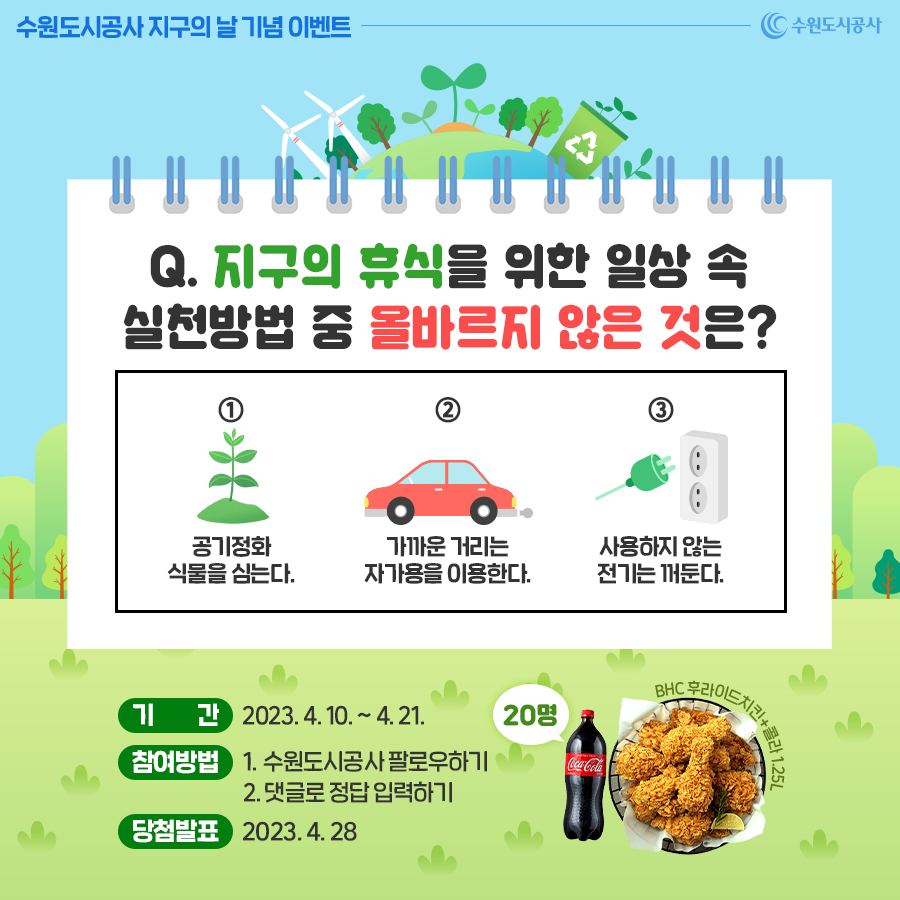 수원도시공사 지구의 날 기념 이벤트
수원도시공사
Q. 지구의 휴식을 위한 일상 속
실천방법 중 올바르지 않은 것은?
①
공기정화
식물을 심는다.
②
가까운 거리는
자가용을 이용한다.
③
사용하지 않는
전기는 꺼둔다.
기 간 2023. 4. 10. ~ 4. 21.
참여방법 1. 수원도시공사 팔로우하기
2. 댓글로 정답 입력하기
당첨발표 2023. 4. 28
20명
BHC 후라이드치킨+콜라 1.25L
Coca-Cola